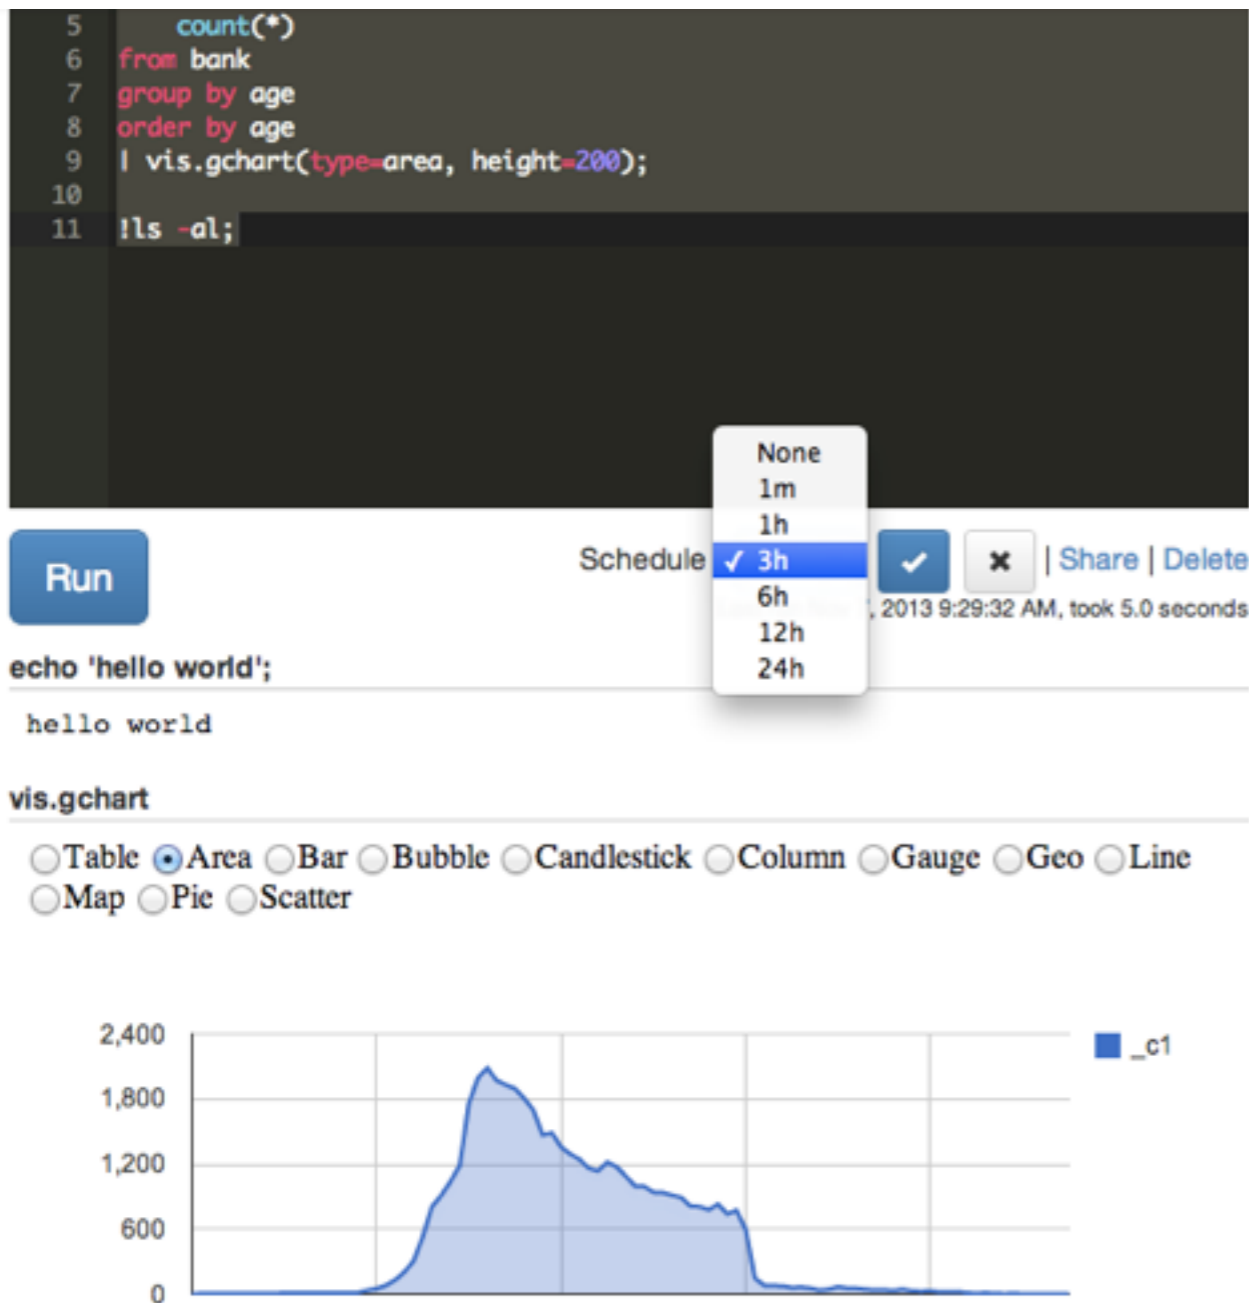 5 count(*)
6 from bank
7 group by age
8 order by age
9 | vis.gchart(type=area, height=200);
10
11 !ls -al;
None
1m
1h
Run
Schedule ✓ 3h | Share | Delete
6h
, 2013 9:29:32 AM, took 5.0 seconds
12h
24h
echo 'hello world';
hello world
vis.gchart
Table Area Bar Bubble Candlestick Column Gauge Geo Line
Map Pie Scatter
2,400
_c1
1,800
1,200
600
0